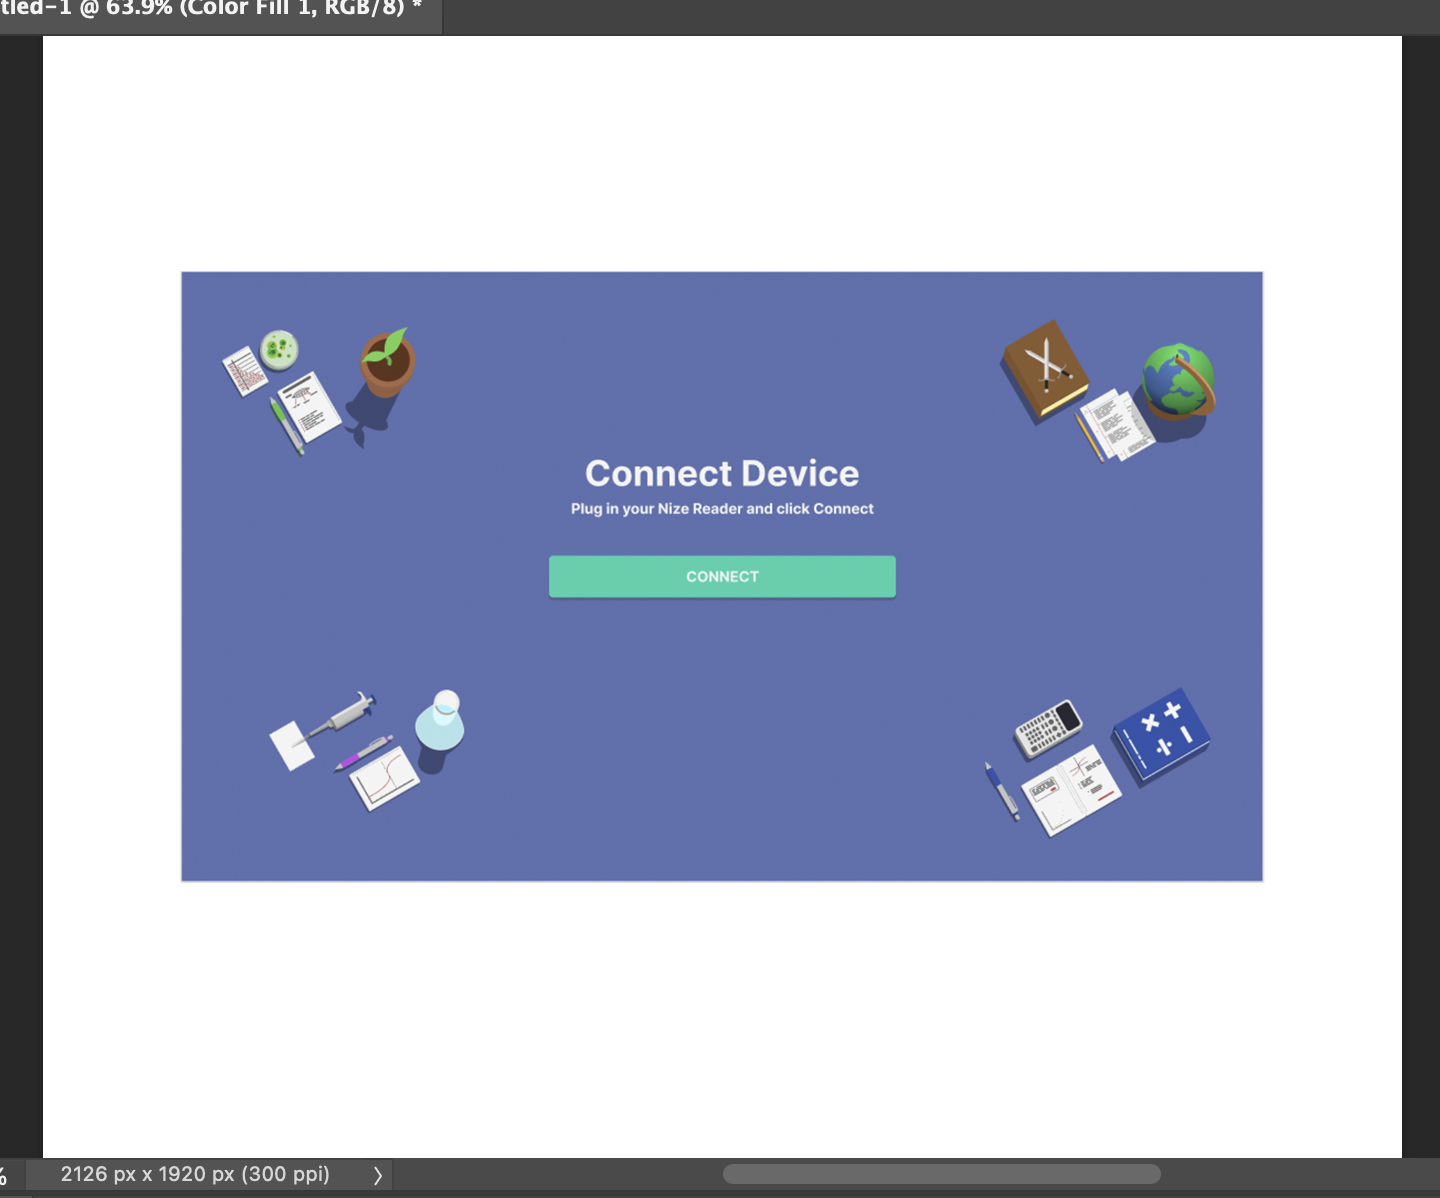 tled-1 @ 63.9% (Color Fill 1, RGB/8) *
Connect Device
Plug in your Nize Reader and click Connect
CONNECT
%
2126 px x 1920 px (300 ppi)